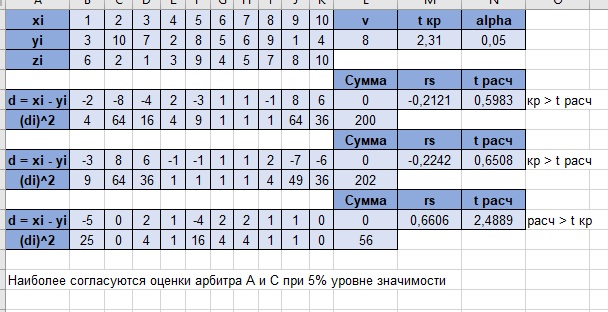 A B C D E F G H I J K L M N O
xi 1 2 3 4 5 6 7 8 9 10 v t кр alpha
yi 3 10 7 2 8 5 6 9 1 4 8 2,31 0,05
zi 6 2 1 3 9 4 5 7 8 10
Сумма rs t расч
d = xi - yi -2 -8 -4 2 -3 1 1 -1 8 6 0 -0,2121 0,5983 кр > t расч
(di)^2 4 64 16 4 9 1 1 1 64 36 200
Сумма rs t расч
d = xi - yi -3 8 6 -1 -1 1 1 2 -7 -6 0 -0,2242 0,6508 кр > t расч
(di)^2 9 64 36 1 1 1 1 4 49 36 202
Сумма rs t расч
d = xi - yi -5 0 2 1 -4 2 2 1 1 0 0 0,6606 2,4889 расч > t кр
(di)^2 25 0 4 1 16 4 4 1 1 0 56
Наиболее согласуются оценки арбитра А и С при 5% уровне значимости